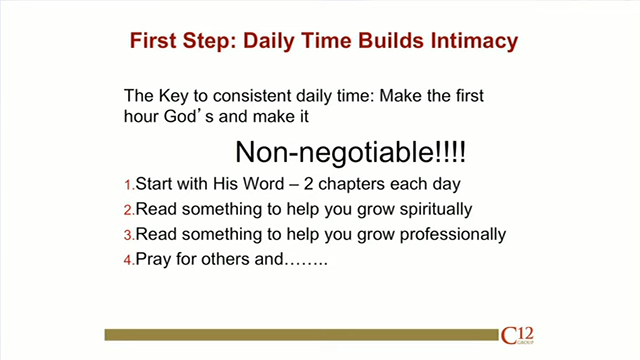 First Step: Daily Time Builds Intimacy
The Key to consistent daily time: Make the first
hour God’s and make it
Non-negotiable!!!!
1.Start with His Word – 2 chapters each day
2.Read something to help you grow spiritually
3.Read something to help you grow professionally
4.Pray for others and……..
C12
GROUP